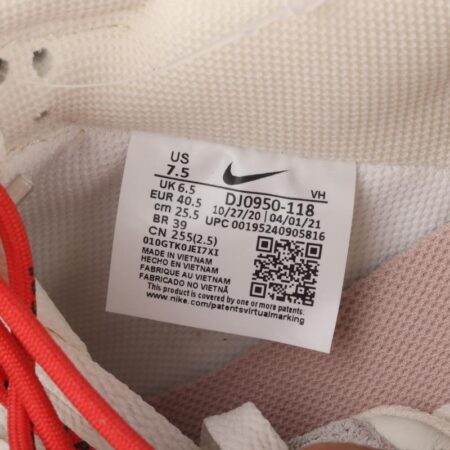 US
7.5
UK 6.5
EUR 40.5
cm 25.5
BR 39
CN 255(2.5)
VH
DJ0950-118
10/27/20 04/01/21
UPC 00195240905816
010GTK0JEI7XI
MADE IN VIETNAM
HECHO EN VIETNAM
FABRIQUE AU VIETNAM
FABRICADO NO VIETNÃ
This product is covered by one or more patents.
www.nike.com/patentsvirtualmarking